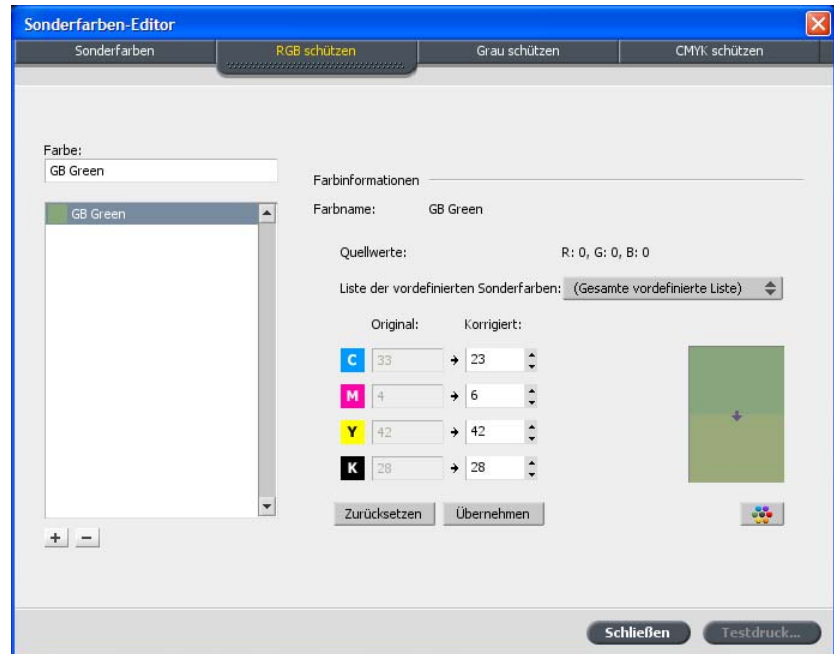 Sonderfarben-Editor
Sonderfarben
RGB schützen
Grau schützen
CMYK schützen
Farbe:
GB Green
GB Green
Farbinformationen
Farbname: GB Green
Quellwerte: R: 0, G: 0, B: 0
Liste der vordefinierten Sonderfarben: (Gesamte vordefinierte Liste)
Original: Korrigiert:
C 33 23
M 4 6
Y 42 42
K 28 28
Zurücksetzen Übernehmen
Schließen Testdruck...